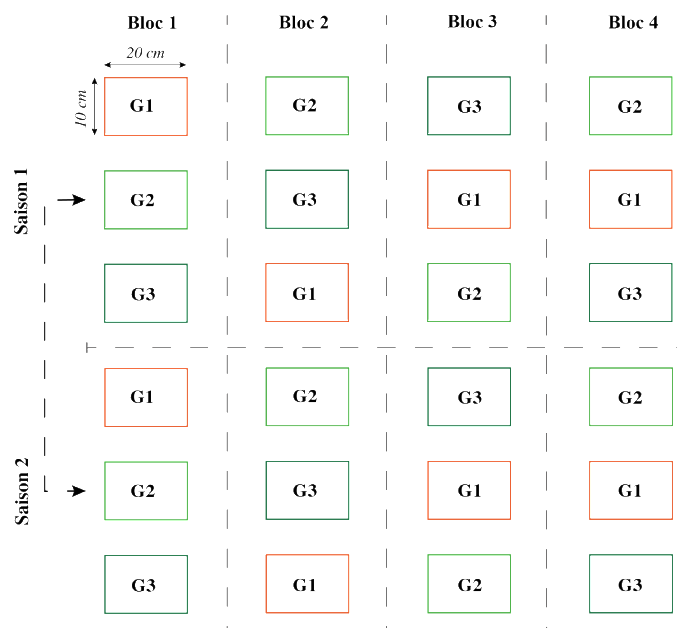 Bloc 1 Bloc 2 Bloc 3 Bloc 4
20 cm
10 cm
G1 G2 G3 G2
Saison 1
G2 G3 G1 G1
G3 G1 G2 G3
G1 G2 G3 G2
Saison 2
G2 G3 G1 G1
G3 G1 G2 G3